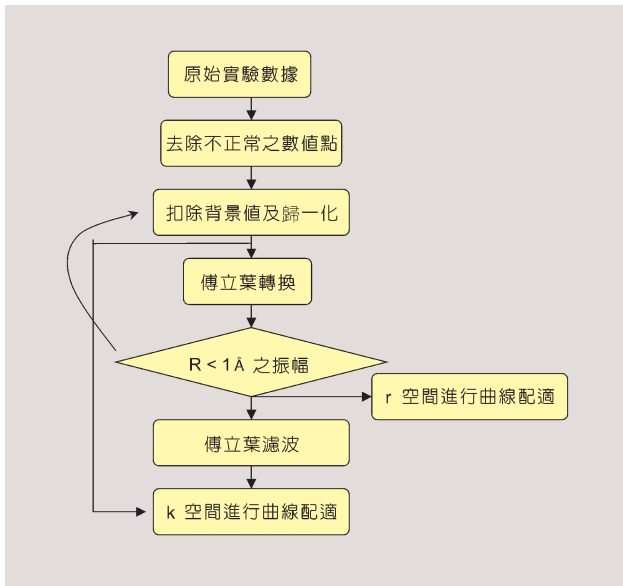 原始實驗數據
去除不正常之數值點
扣除背景值及歸一化
傅立葉轉換
R < 1Å 之振幅
r 空間進行曲線配適
傅立葉濾波
k 空間進行曲線配適